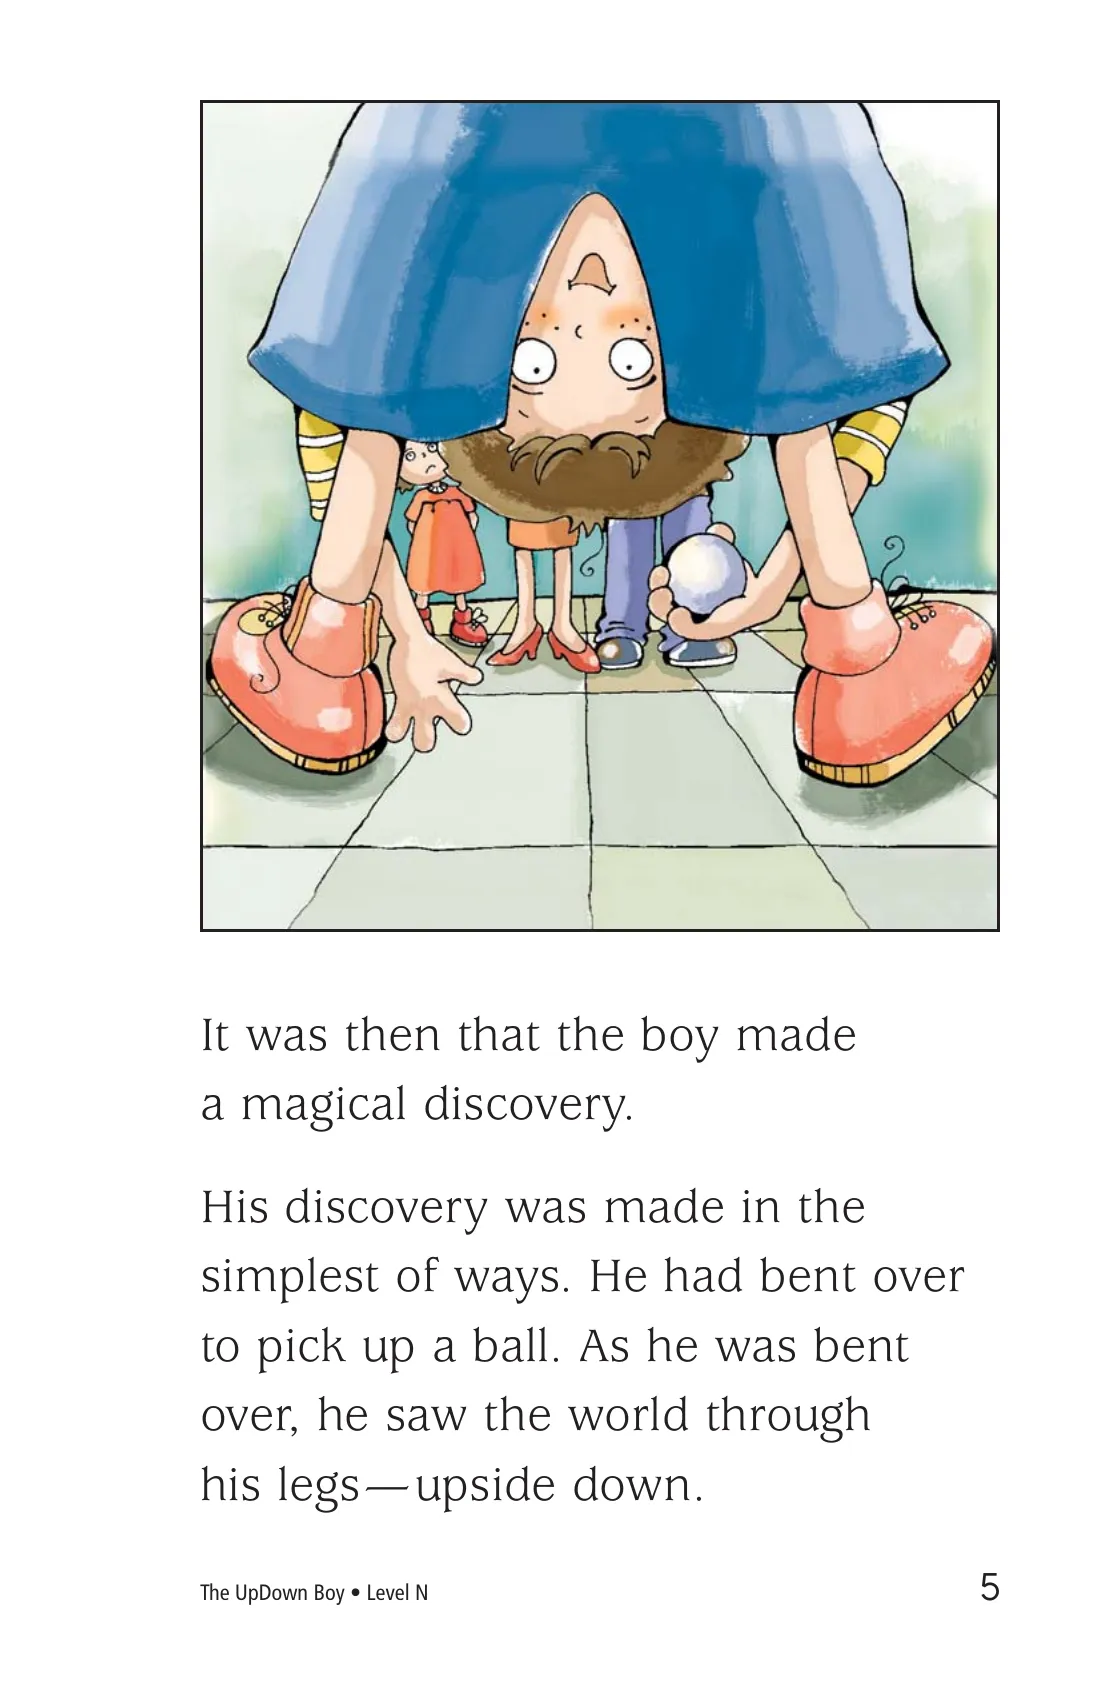 It was then that the boy made
a magical discovery.
His discovery was made in the
simplest of ways. He had bent over
to pick up a ball. As he was bent
over, he saw the world through
his legs—upside down.
The UpDown Boy • Level N
5